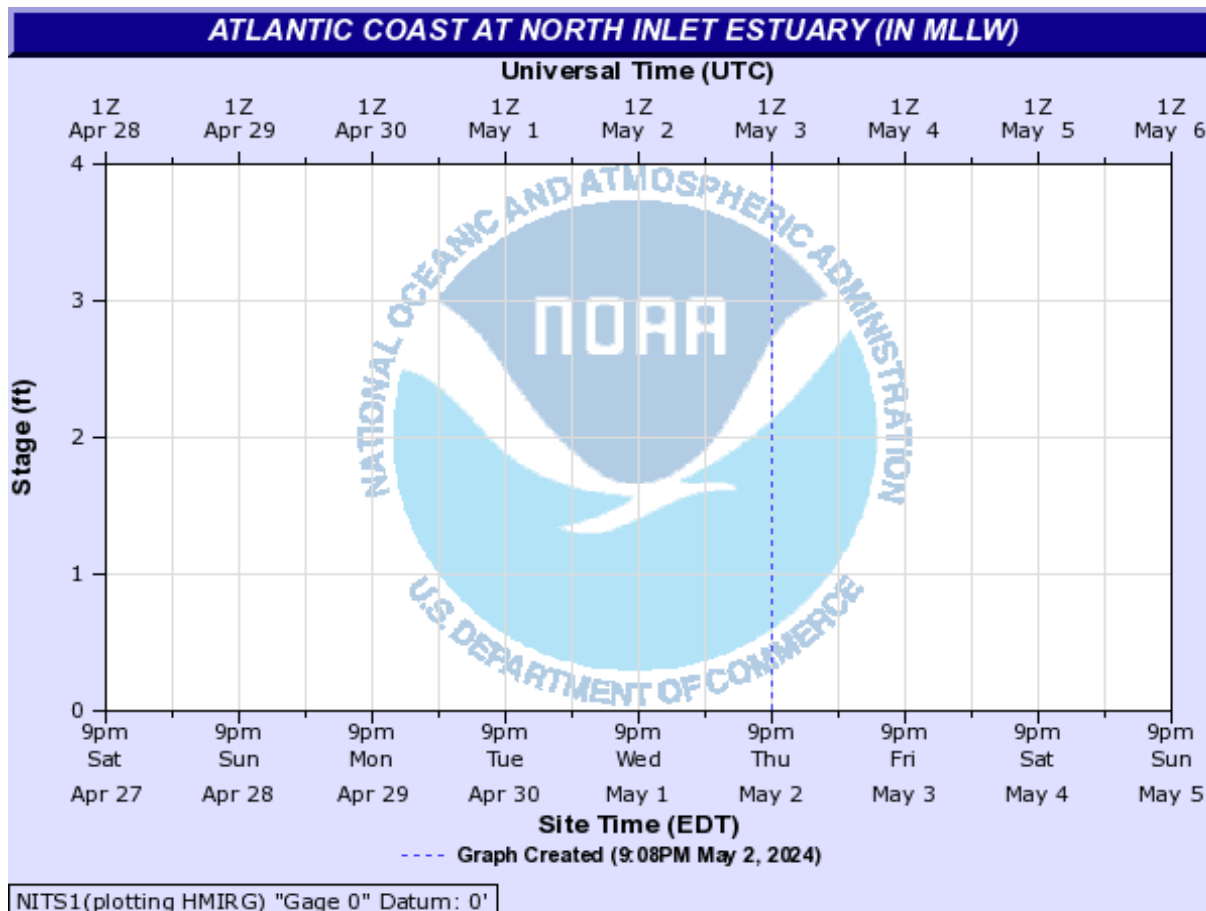 ATLANTIC COAST AT NORTH INLET ESTUARY (IN MLLW)
Universal Time (UTC)
1Z 1Z 1Z 1Z 1Z 1Z 1Z 1Z 1Z
Apr 28 Apr 29 Apr 30 May 1 May 2 May 3 May 4 May 5 May 6
4
3
2
1
0
Stage (ft)
NATIONAL OCEANIC AND ATMOSPHERIC ADMINISTRATION
NOAA
U.S. DEPARTMENT OF COMMERCE
9pm 9pm 9pm 9pm 9pm 9pm 9pm 9pm 9pm
Sat Sun Mon Tue Wed Thu Fri Sat Sun
Apr 27 Apr 28 Apr 29 Apr 30 May 1 May 2 May 3 May 4 May 5
Site Time (EDT)
---- Graph Created (9:08PM May 2, 2024)
NITS1(plotting HMIRG) "Gage 0" Datum: 0'